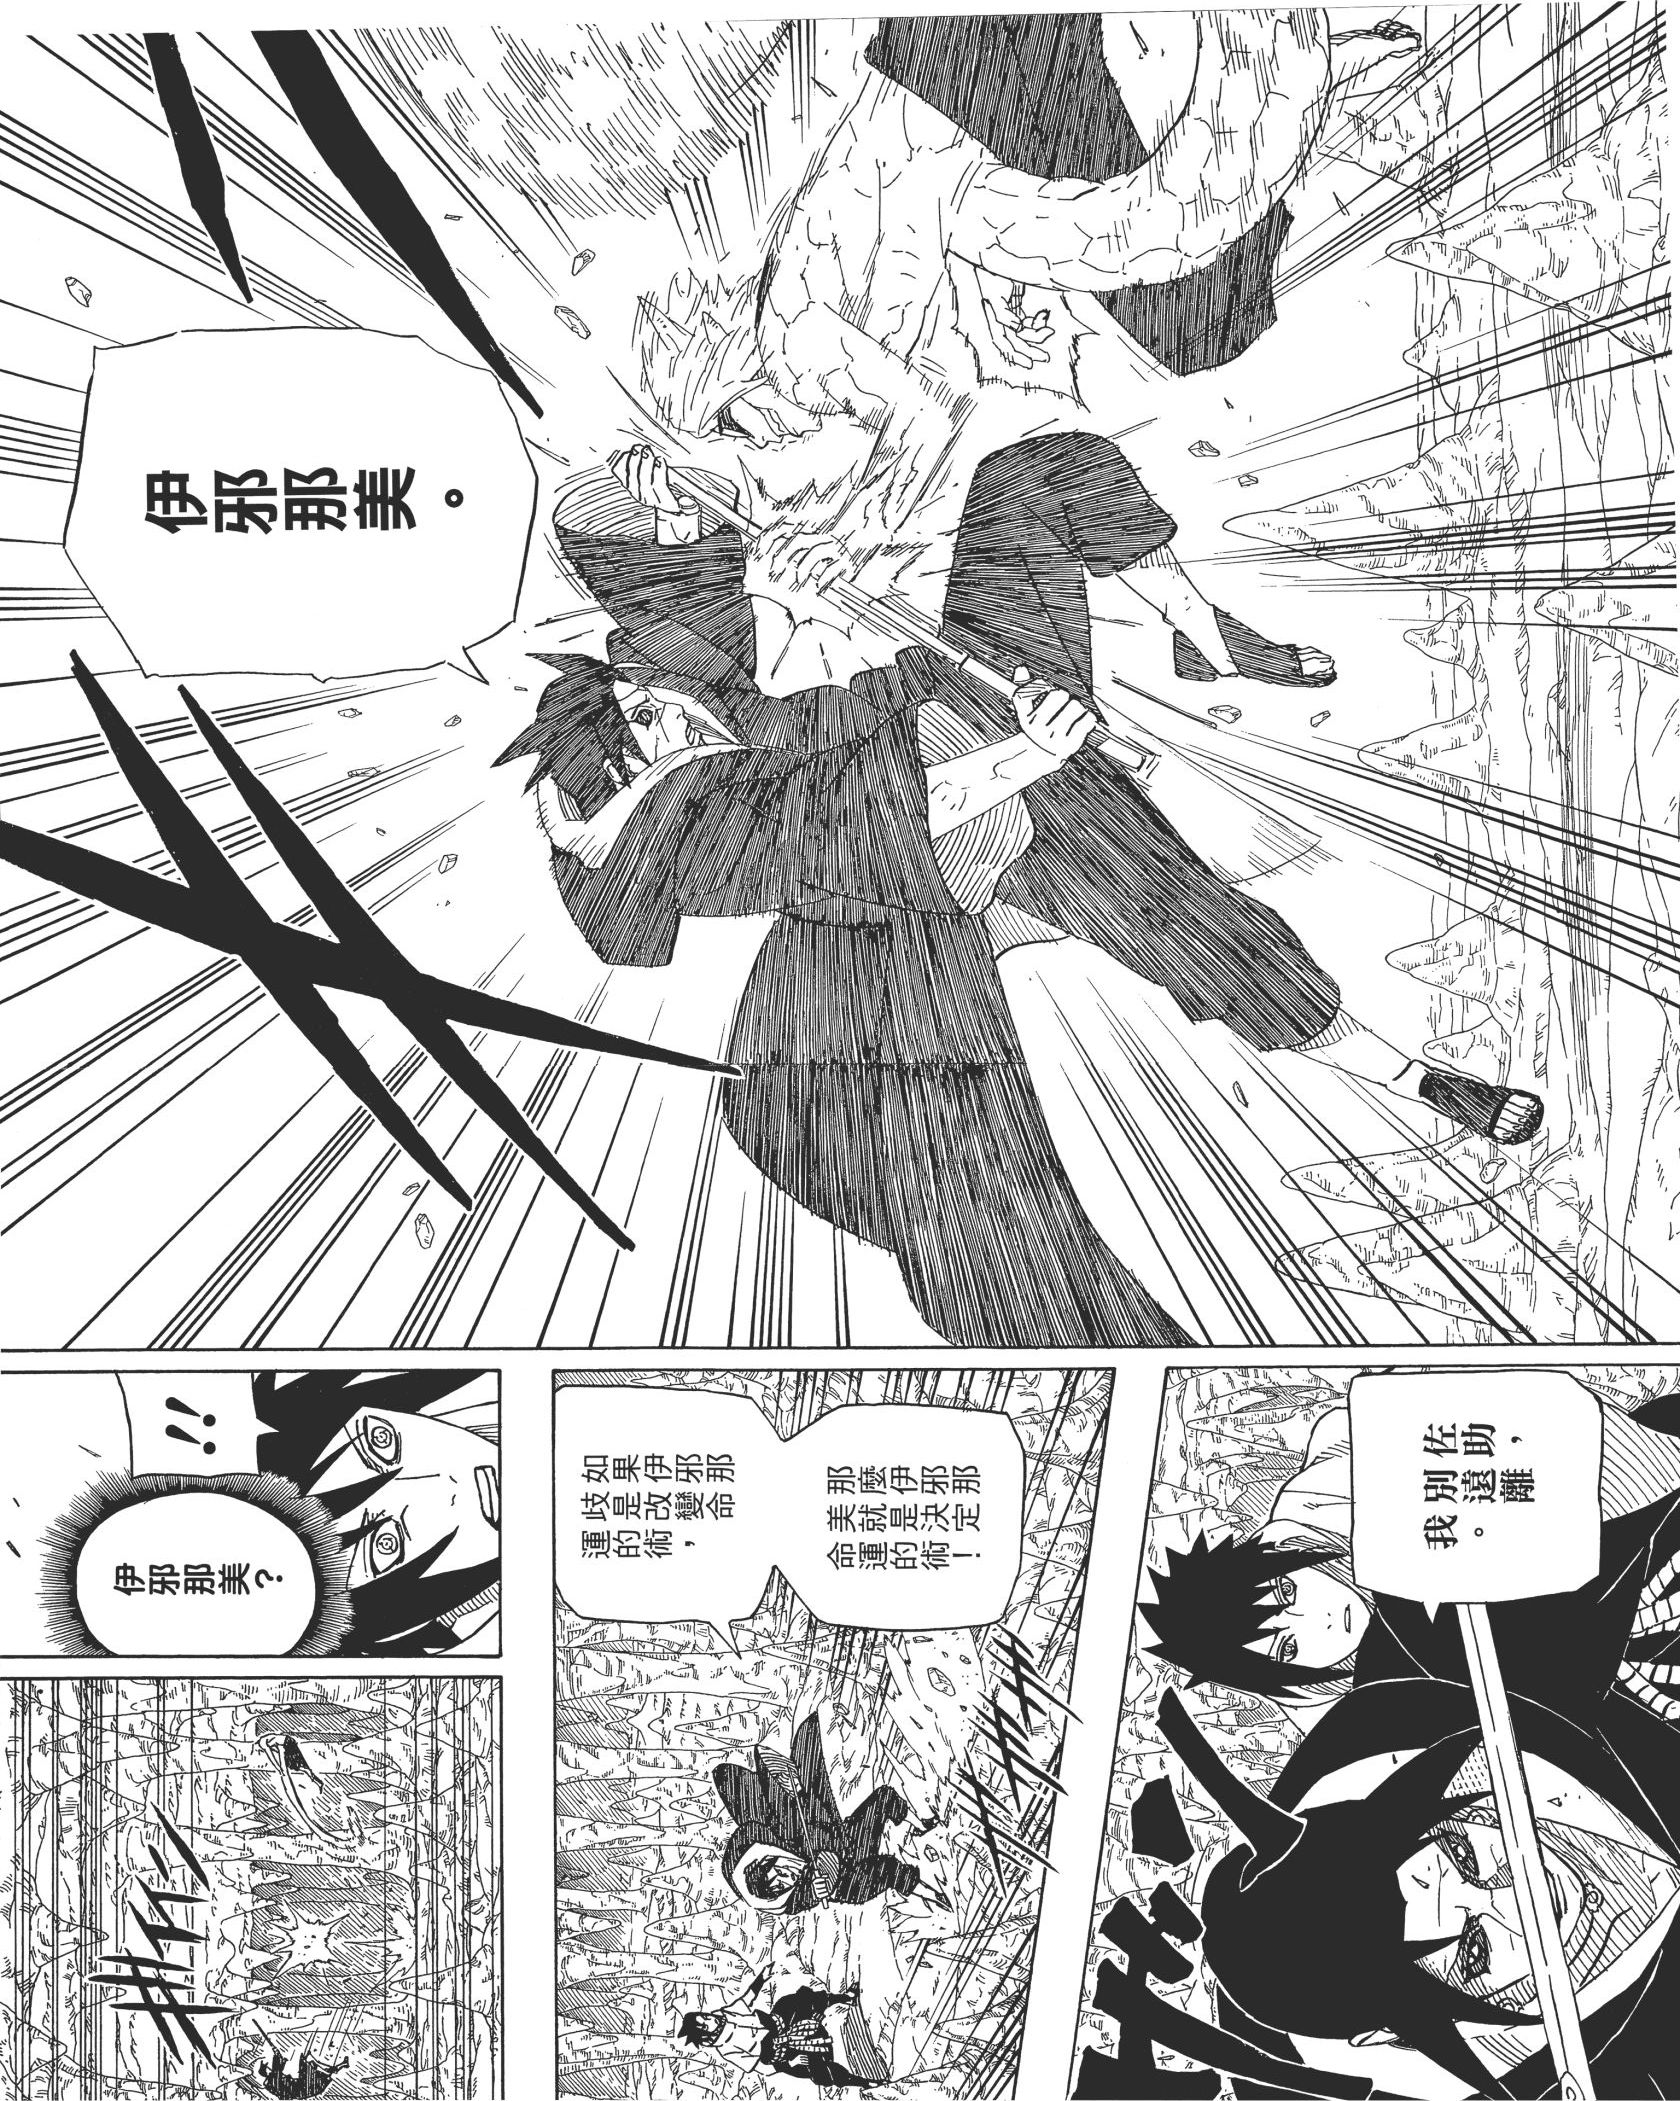 伊邪那美。
!!
伊邪那美?
如果伊邪那
歧是改變命
運的術，
那麼伊邪那
美就是決定
命運的術！
佐助，
別遠離
我。